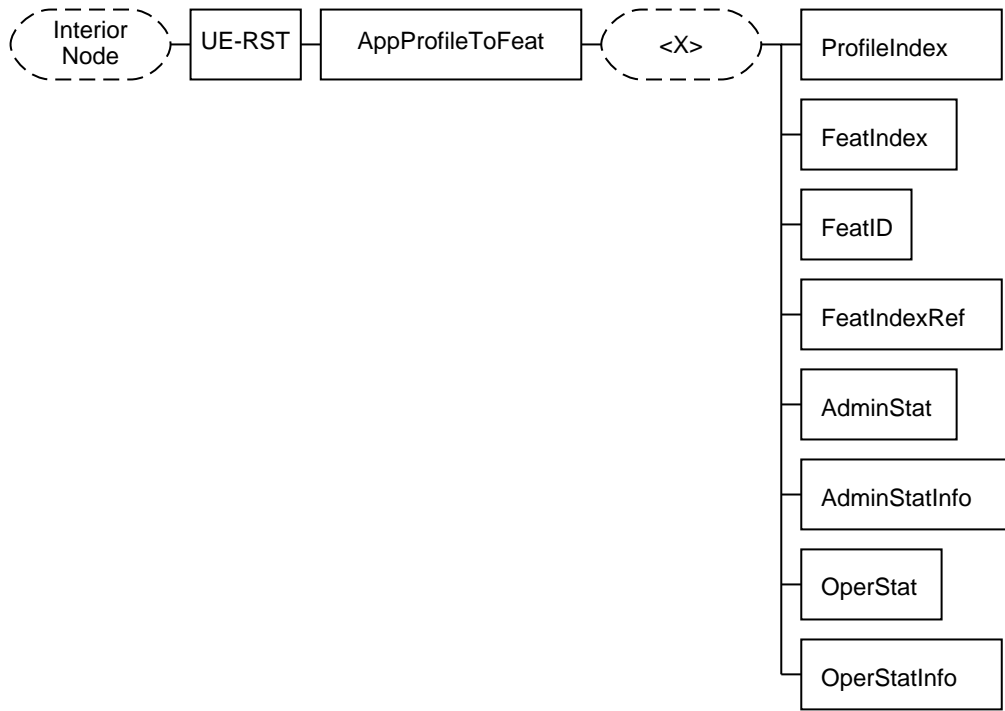 Interior
Node
UE-RST
AppProfileToFeat
<X>
ProfileIndex
FeatIndex
FeatID
FeatIndexRef
AdminStat
AdminStatInfo
OperStat
OperStatInfo